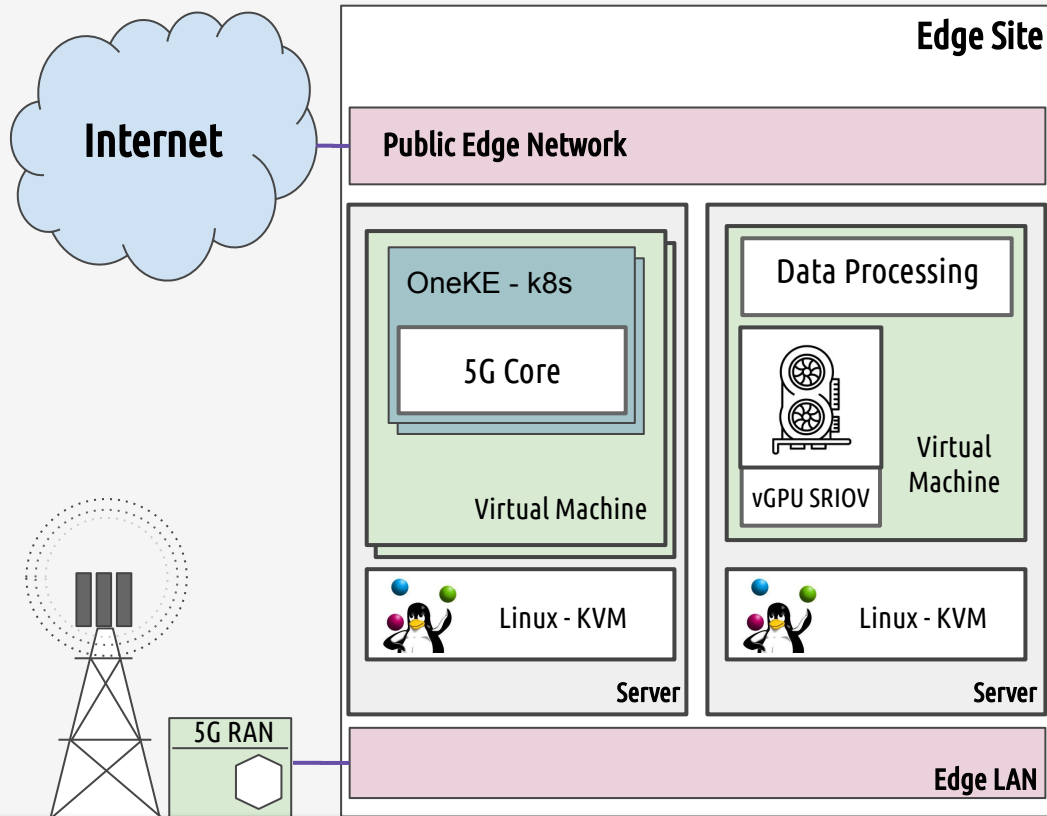 Edge Site
Internet
Public Edge Network
OneKE - k8s
5G Core
Virtual Machine
Linux - KVM
Server
Data Processing
Virtual
Machine
vGPU SRIOV
Linux - KVM
Server
5G RAN
Edge LAN